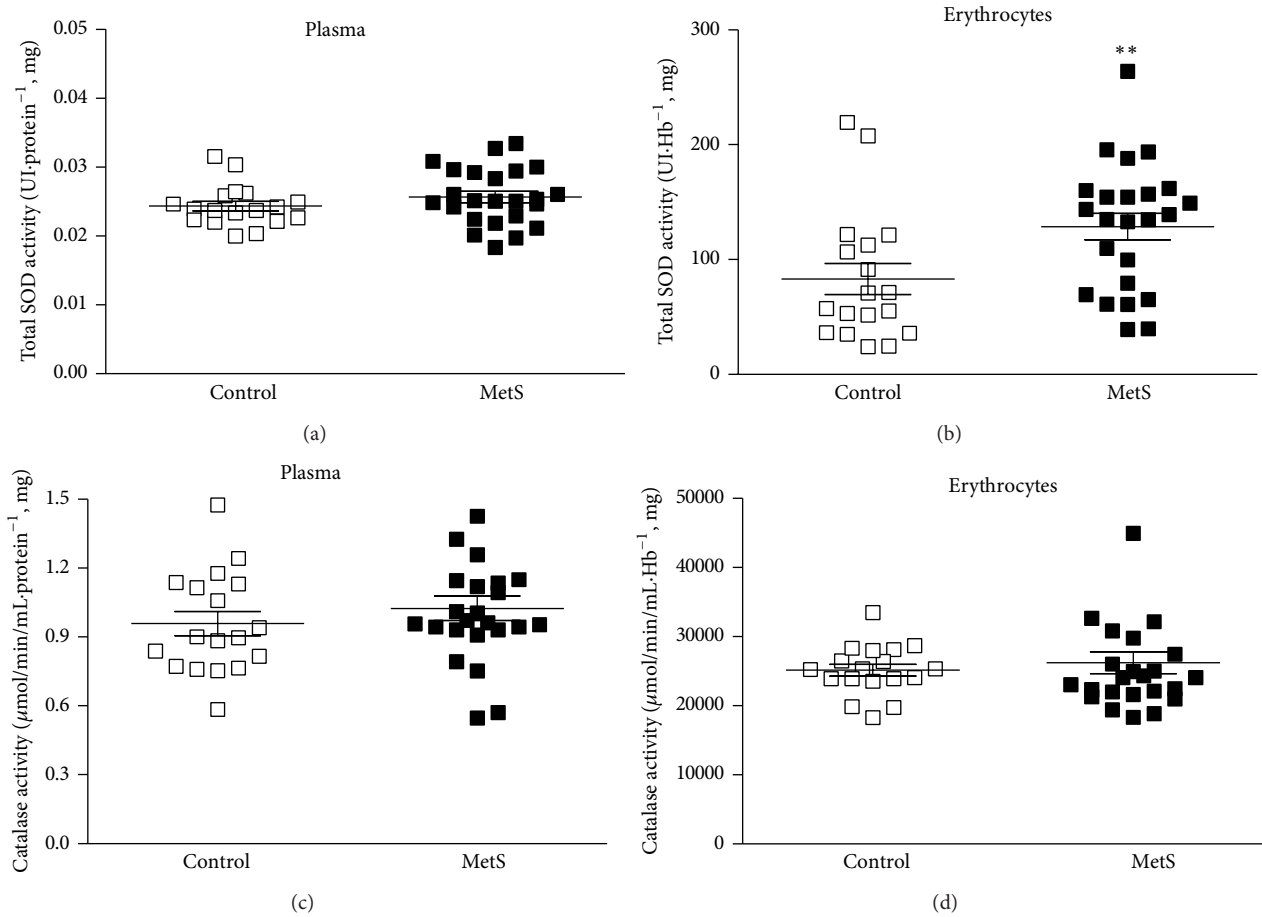 Plasma
Total SOD activity (UI·protein⁻¹, mg)
0.05
0.04
0.03
0.02
0.01
0.00
Control
MetS
(a)
Erythrocytes
Total SOD activity (UI·Hb⁻¹, mg)
300
200
100
0
**
Control
MetS
(b)
Plasma
Catalase activity (μmol/min/mL·protein⁻¹, mg)
1.5
1.2
0.9
0.6
0.3
0.0
Control
MetS
(c)
Erythrocytes
Catalase activity (μmol/min/mL·Hb⁻¹, mg)
50000
40000
30000
20000
10000
0
Control
MetS
(d)